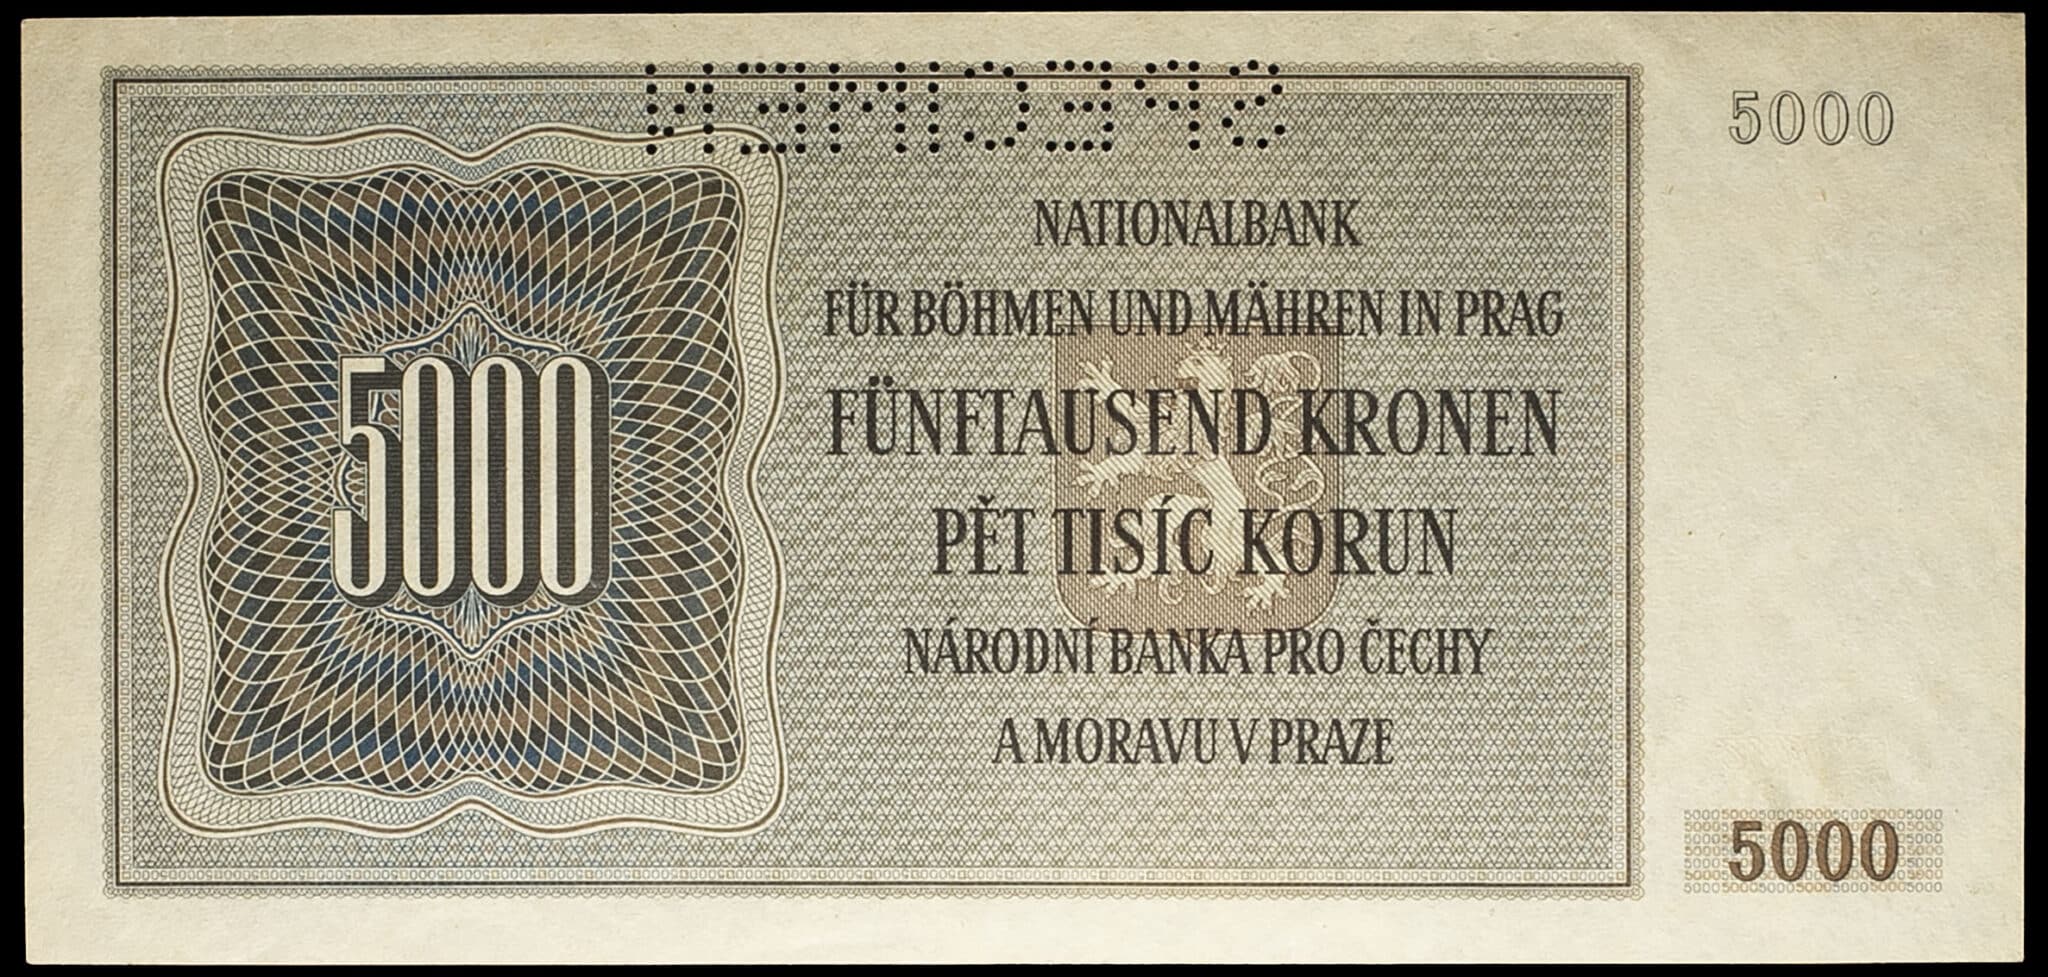 SPECIMEN
5000
NATIONALBANK
FÜR BÖHMEN UND MÄHREN IN PRAG
FÜNFTAUSEND KRONEN
PĚT TISÍC KORUN
NÁRODNÍ BANKA PRO ČECHY
A MORAVU V PRAZE
5000
5000